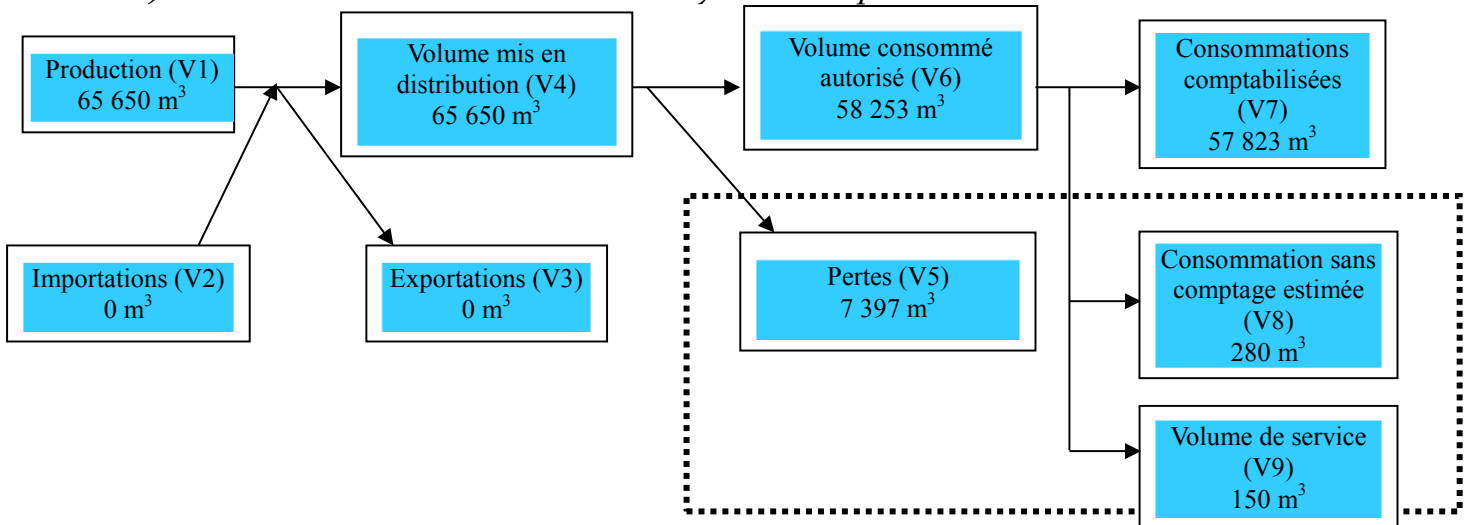 Production (V1)
65 650 m³
Volume mis en
distribution (V4)
65 650 m³
Volume consommé
autorisé (V6)
58 253 m³
Consommations
comptabilisées
(V7)
57 823 m³
Importations (V2)
0 m³
Exportations (V3)
0 m³
Pertes (V5)
7 397 m³
Consommation sans
comptage estimée
(V8)
280 m³
Volume de service
(V9)
150 m³